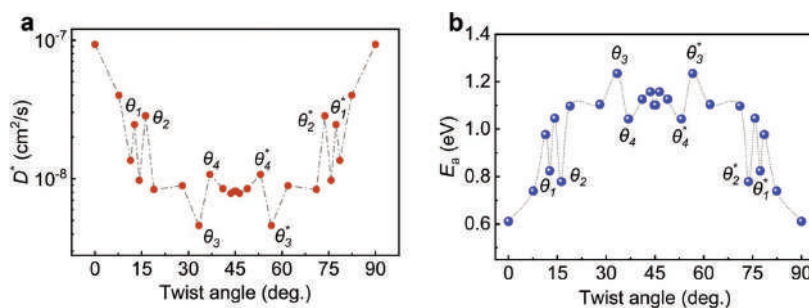 a
10⁻⁷
10⁻⁸
D* (cm²/s)
θ₁
θ₂
θ₃
θ₄
θ₄*
θ₃*
θ₂*
θ₁*
0 15 30 45 60 75 90
Twist angle (deg.)
b
1.4
1.2
1.0
0.8
0.6
Eₐ (eV)
θ₁
θ₂
θ₃
θ₄
θ₃*
θ₄*
θ₂*
θ₁*
0 15 30 45 60 75 90
Twist angle (deg.)